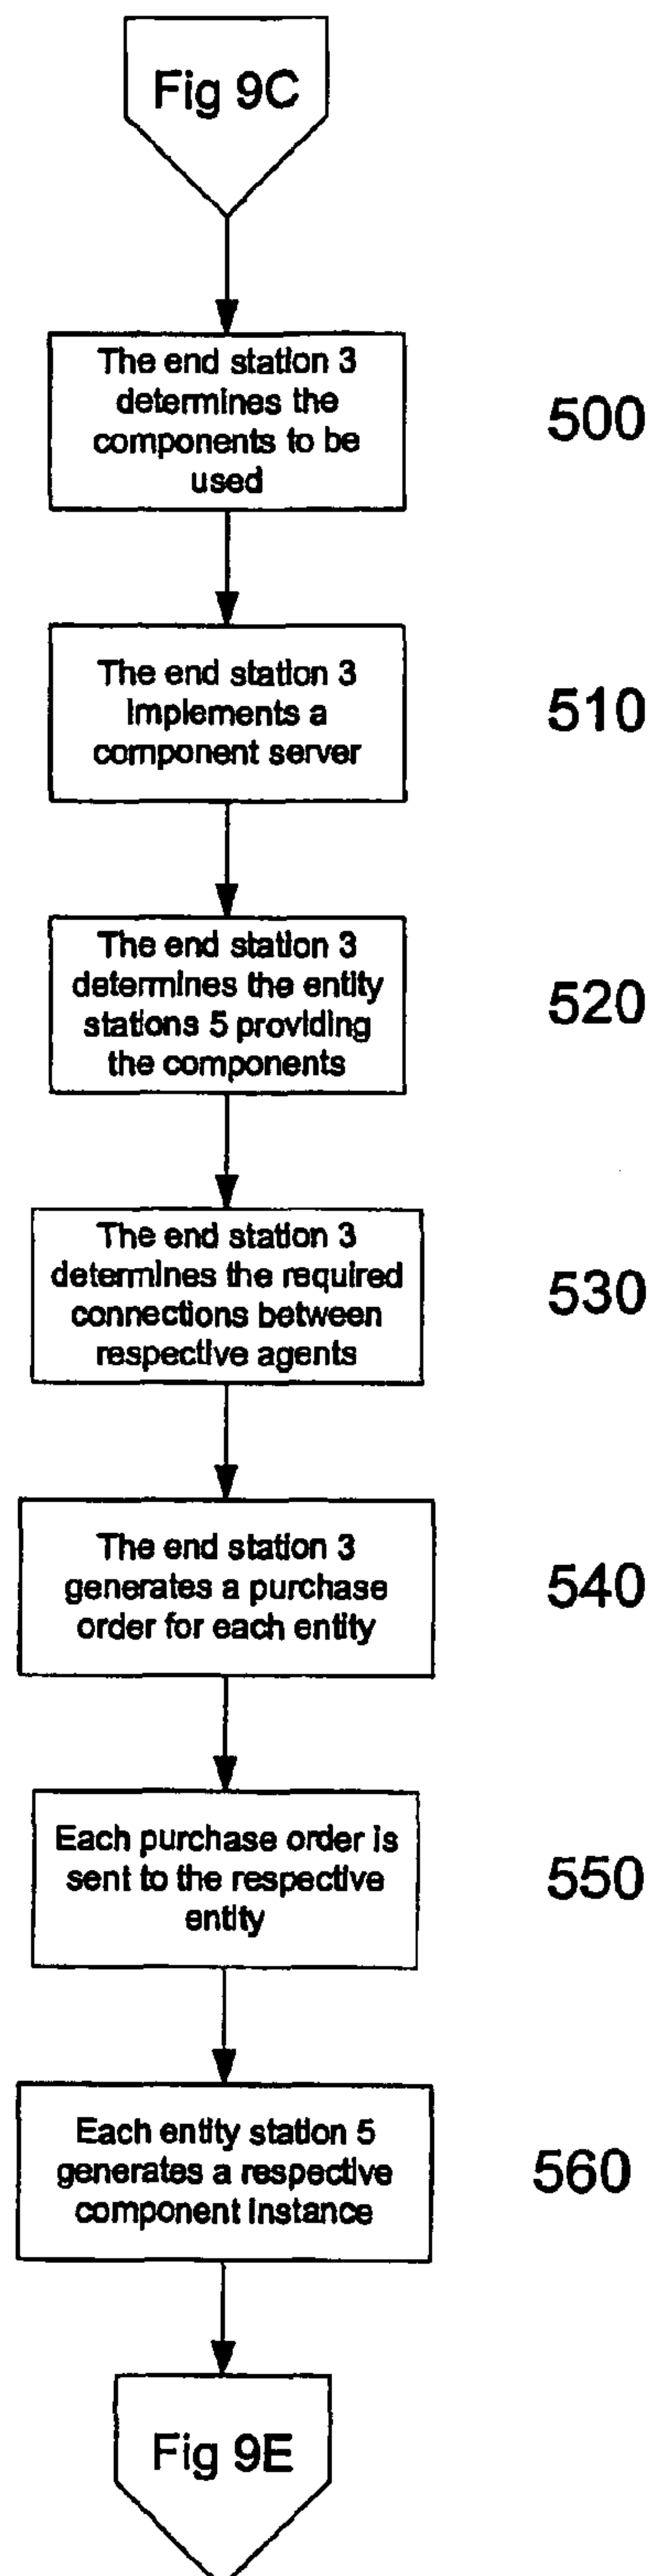 Fig 9C
The end station 3
determines the
components to be
used
500
The end station 3
implements a
component server
510
The end station 3
determines the entity
stations 5 providing
the components
520
The end station 3
determines the required
connections between
respective agents
530
The end station 3
generates a purchase
order for each entity
540
Each purchase order is
sent to the respective
entity
550
Each entity station 5
generates a respective
component instance
560
Fig 9E